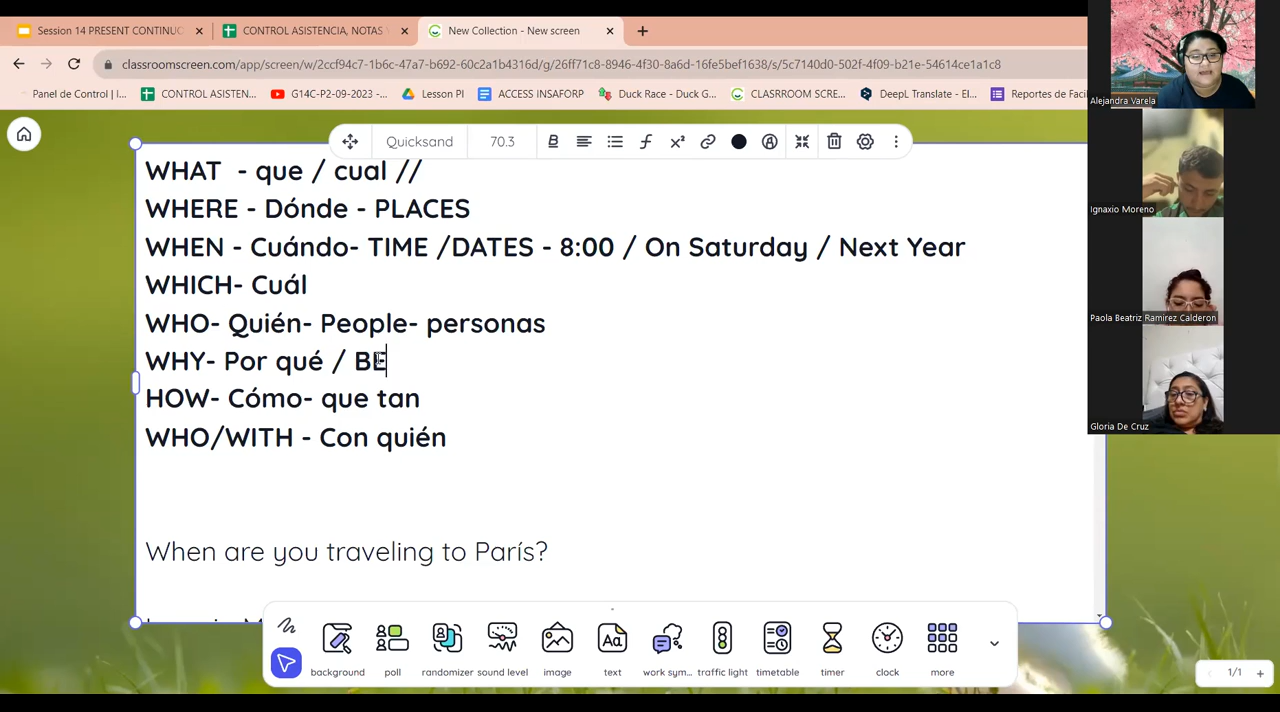 Session 14 PRESENT CONTINUC
CONTROL ASISTENCIA, NOTAS
New Collection - New screen
classroomscreen.com/app/screen/w/2ccf94c7-1b6c-47a7-b692-60c2a1b4316d/g/26ff71c8-8946-4f30-8a6d-16fe5bef1638/s/5c7140d0-502f-4f09-b21e-54614ce1a1c8
Panel de Control | I...
CONTROL ASISTEN...
G14C-P2-09-2023 -...
Lesson PI
ACCESS INSAFORP
Duck Race - Duck G...
CLASRROOM SCRE...
DeepL Translate - El...
Reportes de Facil
Alejandra Varela
Quicksand 70.3 B
WHAT - que / cual //
WHERE - Dónde - PLACES
WHEN - Cuándo- TIME /DATES - 8:00 / On Saturday / Next Year
WHICH- Cuál
WHO- Quién- People- personas
WHY- Por qué / BE
HOW- Cómo- que tan
WHO/WITH - Con quién
When are you traveling to París?
Ignaxio Moreno
Paola Beatriz Ramirez Calderon
Gloria De Cruz
background
poll
randomizer
sound level
image
text
work sym...
traffic light
timetable
timer
clock
more
1/1